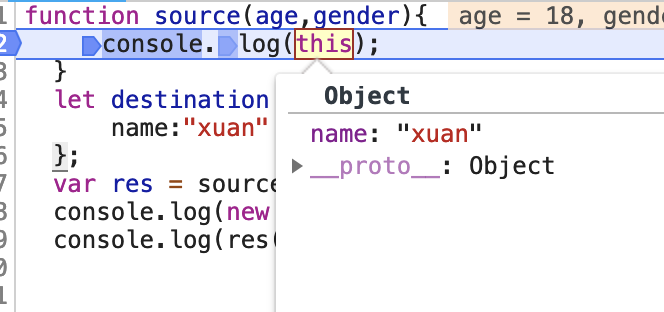 1 function source(age,gender){ age = 18, gende
2 console.log(this);
3 }
4 let destination
5 name:"xuan"
6 };
7 var res = source
8 console.log(new
9 console.log(res(
0
1
Object
name: "xuan"
__proto__: Object